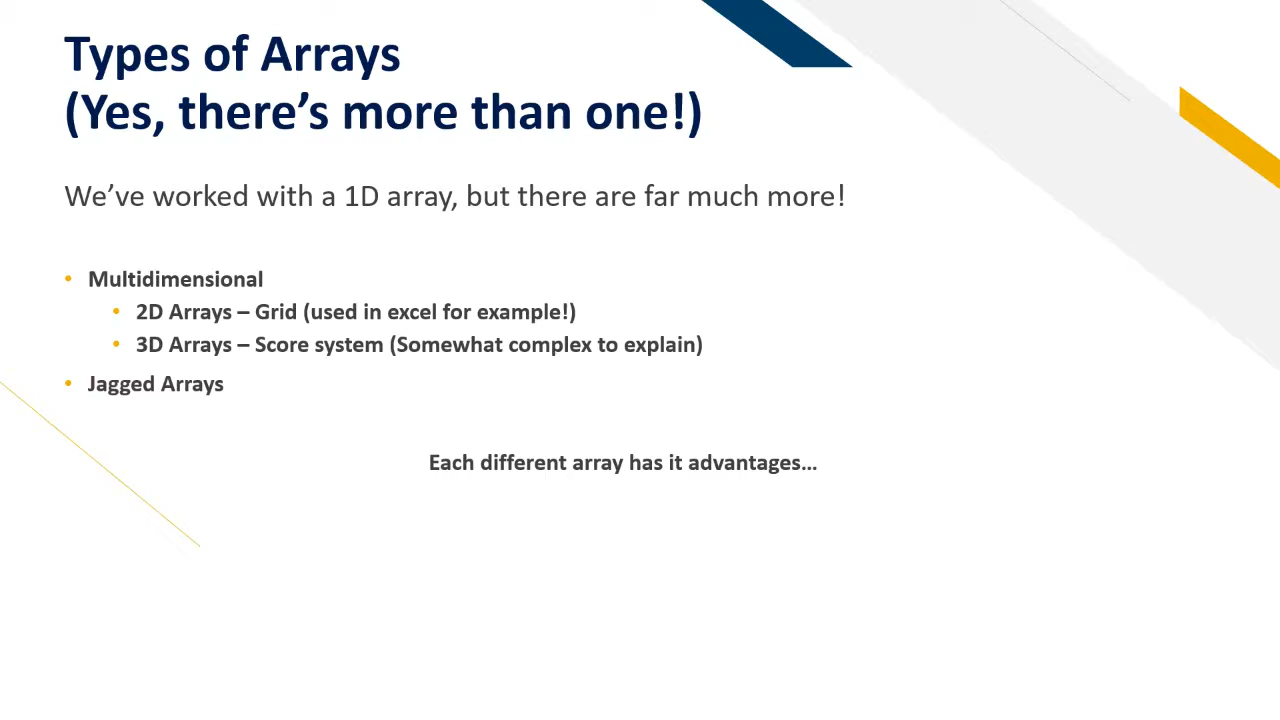 Types of Arrays
(Yes, there’s more than one!)
We’ve worked with a 1D array, but there are far much more!
• Multidimensional
• 2D Arrays – Grid (used in excel for example!)
• 3D Arrays – Score system (Somewhat complex to explain)
• Jagged Arrays
Each different array has it advantages…